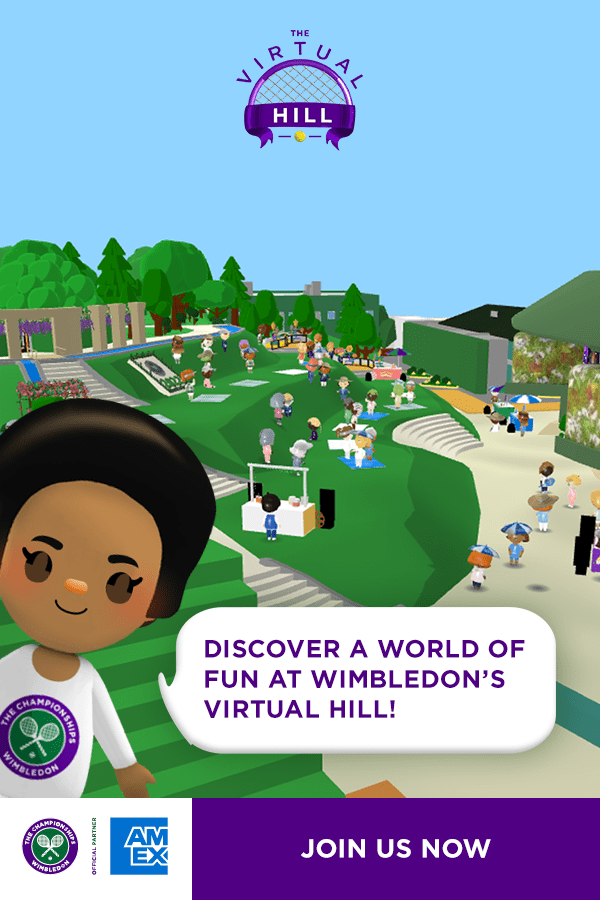 THE
VIRTUAL
HILL
DISCOVER A WORLD OF
FUN AT WIMBLEDON'S
VIRTUAL HILL!
THE CHAMPIONSHIPS
WIMBLEDON
THE CHAMPIONSHIPS
WIMBLEDON
OFFICIAL PARTNER
AM
EX
JOIN US NOW